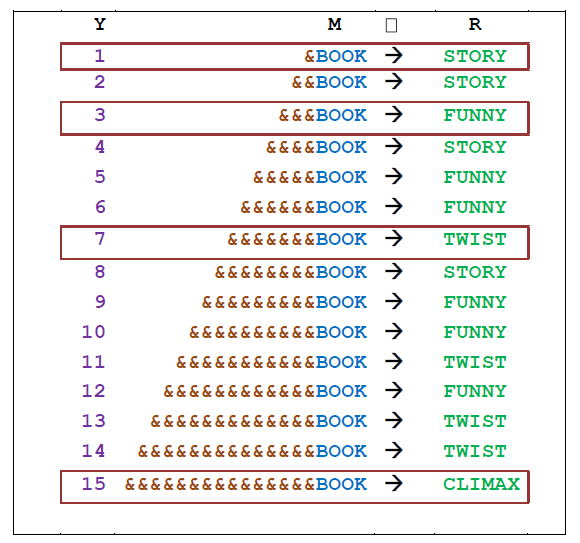 Y M □ R
1 &BOOK → STORY
2 &&BOOK → STORY
3 &&&BOOK → FUNNY
4 &&&&BOOK → STORY
5 &&&&&BOOK → FUNNY
6 &&&&&&BOOK → FUNNY
7 &&&&&&&BOOK → TWIST
8 &&&&&&&&BOOK → STORY
9 &&&&&&&&&BOOK → FUNNY
10 &&&&&&&&&&BOOK → FUNNY
11 &&&&&&&&&&&BOOK → TWIST
12 &&&&&&&&&&&&BOOK → FUNNY
13 &&&&&&&&&&&&&BOOK → TWIST
14 &&&&&&&&&&&&&&BOOK → TWIST
15 &&&&&&&&&&&&&&&BOOK → CLIMAX